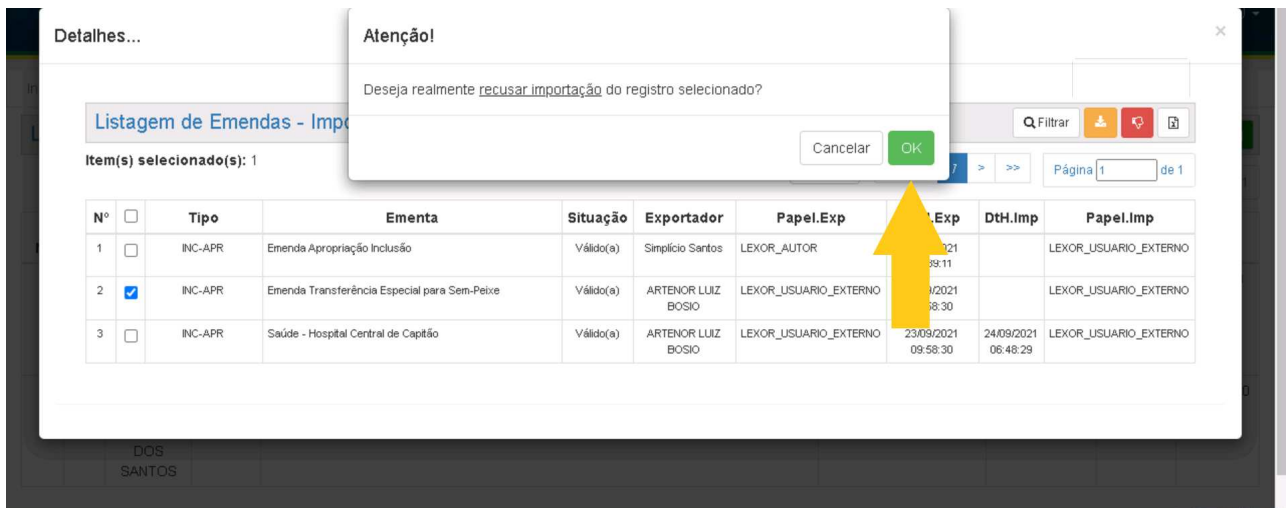 Detalhes...
Atenção!
×
Deseja realmente recusar importação do registro selecionado?
Cancelar OK
Listagem de Emendas -
Filtrar
Item(s) selecionado(s): 1
7 > >> Página 1 de 1
Nº Tipo Ementa Situação Exportador Papel.Exp .Exp DtH.Imp Papel.Imp
1 INC-APR Emenda Apropriação Inclusão Válido(a) Simplício Santos LEXOR_AUTOR LEXOR_USUARIO_EXTERNO
2 INC-APR Emenda Transferência Especial para Sem-Peixe Válido(a) ARTENOR LUIZ LEXOR_USUARIO_EXTERNO LEXOR_USUARIO_EXTERNO
BOSIO
3 INC-APR Saúde - Hospital Central de Capitão Válido(a) ARTENOR LUIZ LEXOR_USUARIO_EXTERNO 23/09/2021 24/09/2021 LEXOR_USUARIO_EXTERNO
BOSIO 09:58:30 06:48:29
DOS
SANTOS